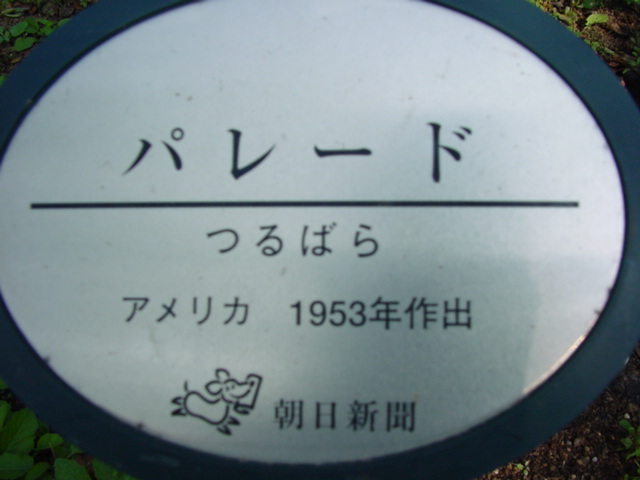 パレード
つるばら
アメリカ　1953年作出
朝日新聞